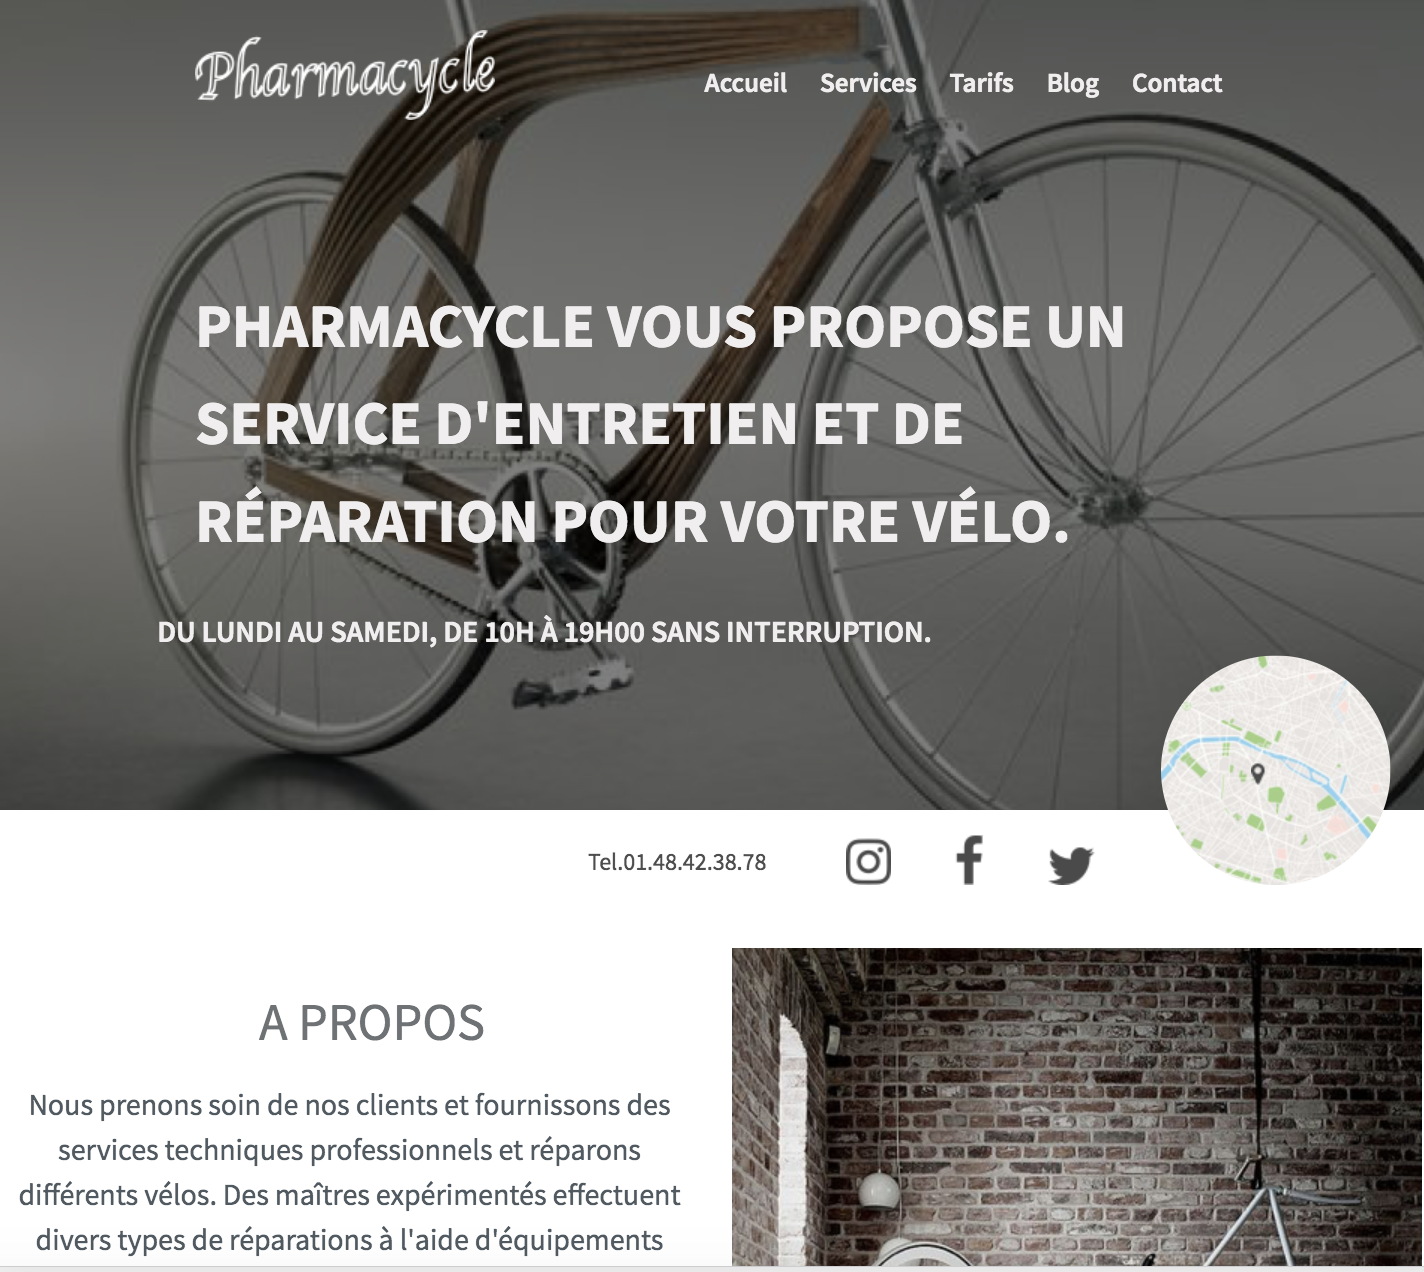 Pharmacycle
Accueil Services Tarifs Blog Contact
PHARMACYCLE VOUS PROPOSE UN
SERVICE D'ENTRETIEN ET DE
RÉPARATION POUR VOTRE VÉLO.
DU LUNDI AU SAMEDI, DE 10H À 19H00 SANS INTERRUPTION.
Tel.01.48.42.38.78
A PROPOS
Nous prenons soin de nos clients et fournissons des
services techniques professionnels et réparons
différents vélos. Des maîtres expérimentés effectuent
divers types de réparations à l'aide d'équipements